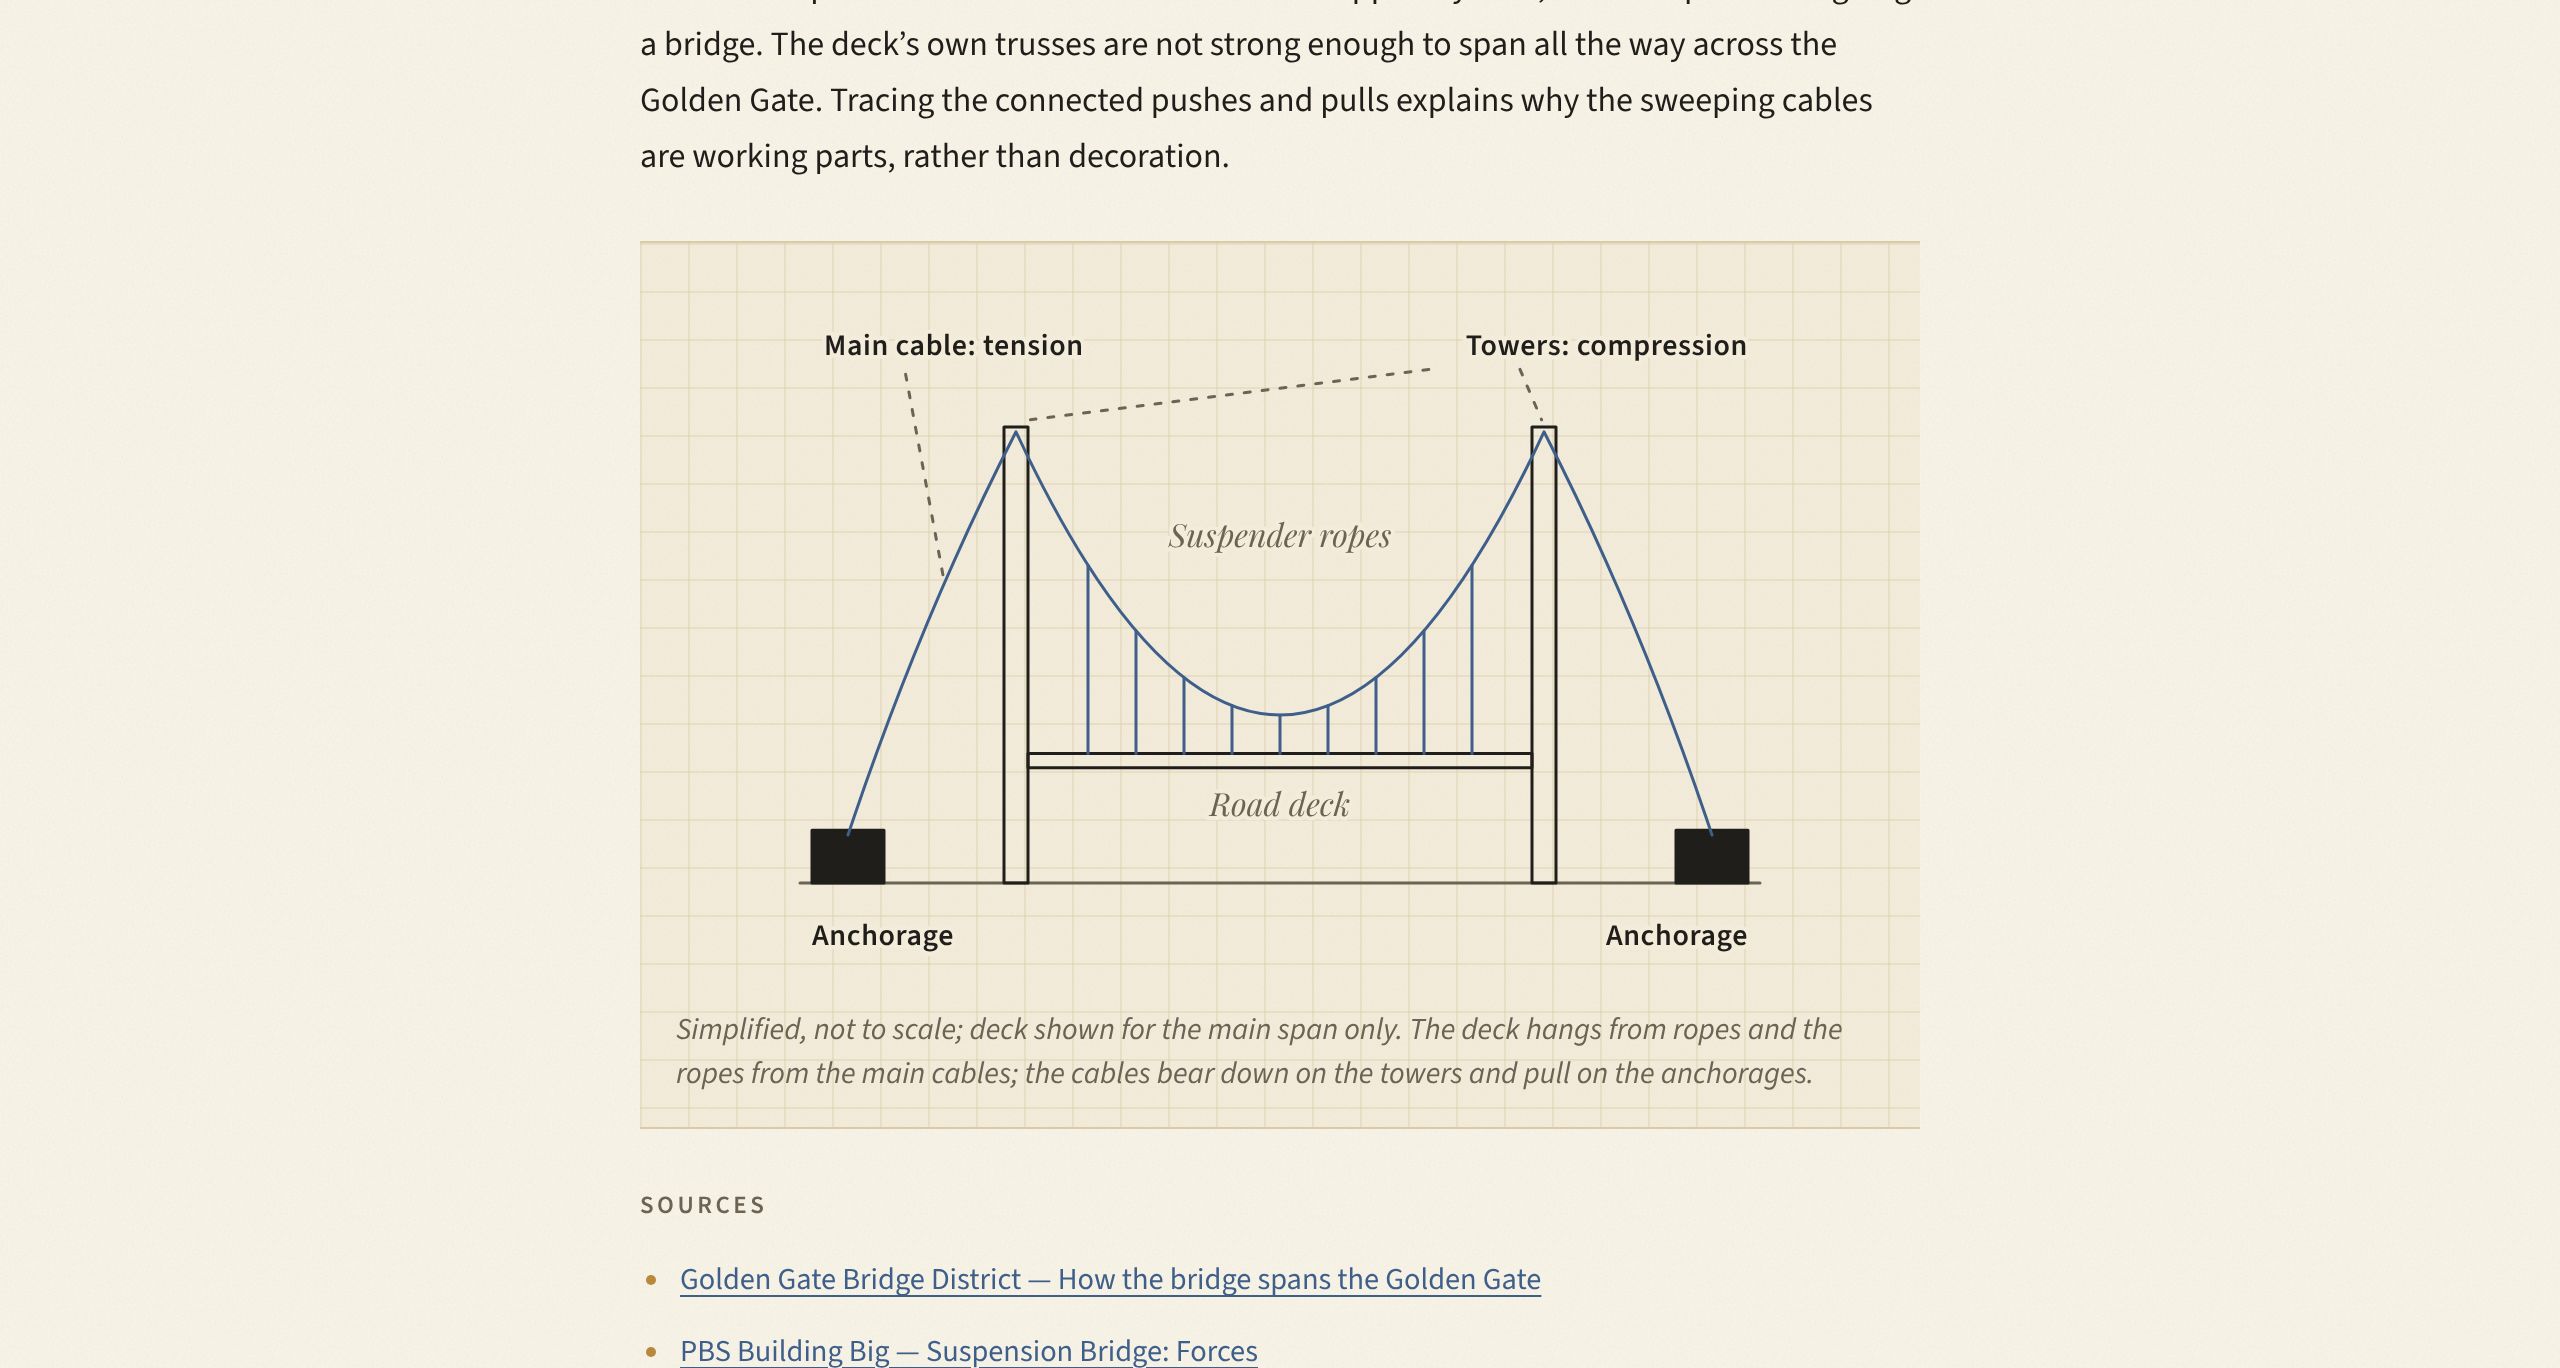 a bridge. The deck’s own trusses are not strong enough to span all the way across the
Golden Gate. Tracing the connected pushes and pulls explains why the sweeping cables
are working parts, rather than decoration.
Main cable: tension
Towers: compression
Suspender ropes
Road deck
Anchorage
Anchorage
Simplified, not to scale; deck shown for the main span only. The deck hangs from ropes and the
ropes from the main cables; the cables bear down on the towers and pull on the anchorages.
SOURCES
Golden Gate Bridge District — How the bridge spans the Golden Gate
PBS Building Big — Suspension Bridge: Forces